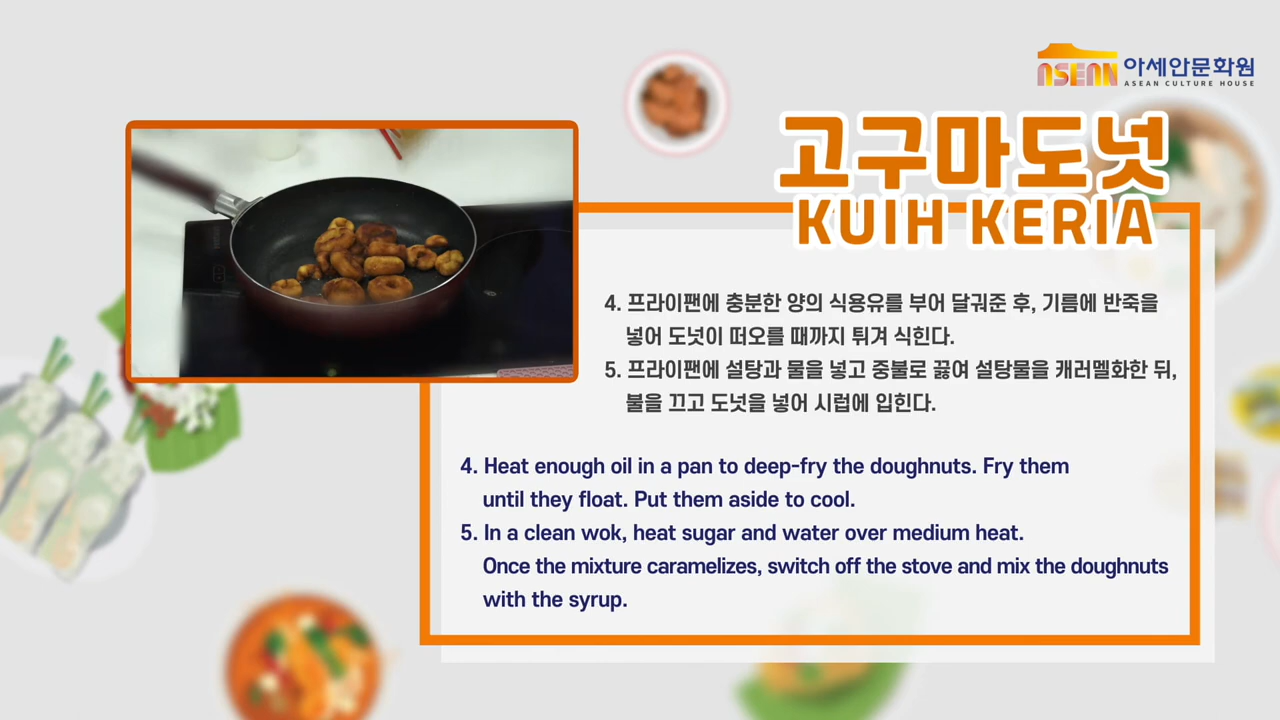 ASEAN 아세안문화원
ASEAN CULTURE HOUSE
고구마도넛
KUIH KERIA
4. 프라이팬에 충분한 양의 식용유를 부어 달궈준 후, 기름에 반죽을
넣어 도넛이 떠오를 때까지 튀겨 식힌다.
5. 프라이팬에 설탕과 물을 넣고 중불로 끓여 설탕물을 캐러멜화한 뒤,
불을 끄고 도넛을 넣어 시럽에 입힌다.
4. Heat enough oil in a pan to deep-fry the doughnuts. Fry them
until they float. Put them aside to cool.
5. In a clean wok, heat sugar and water over medium heat.
Once the mixture caramelizes, switch off the stove and mix the doughnuts
with the syrup.